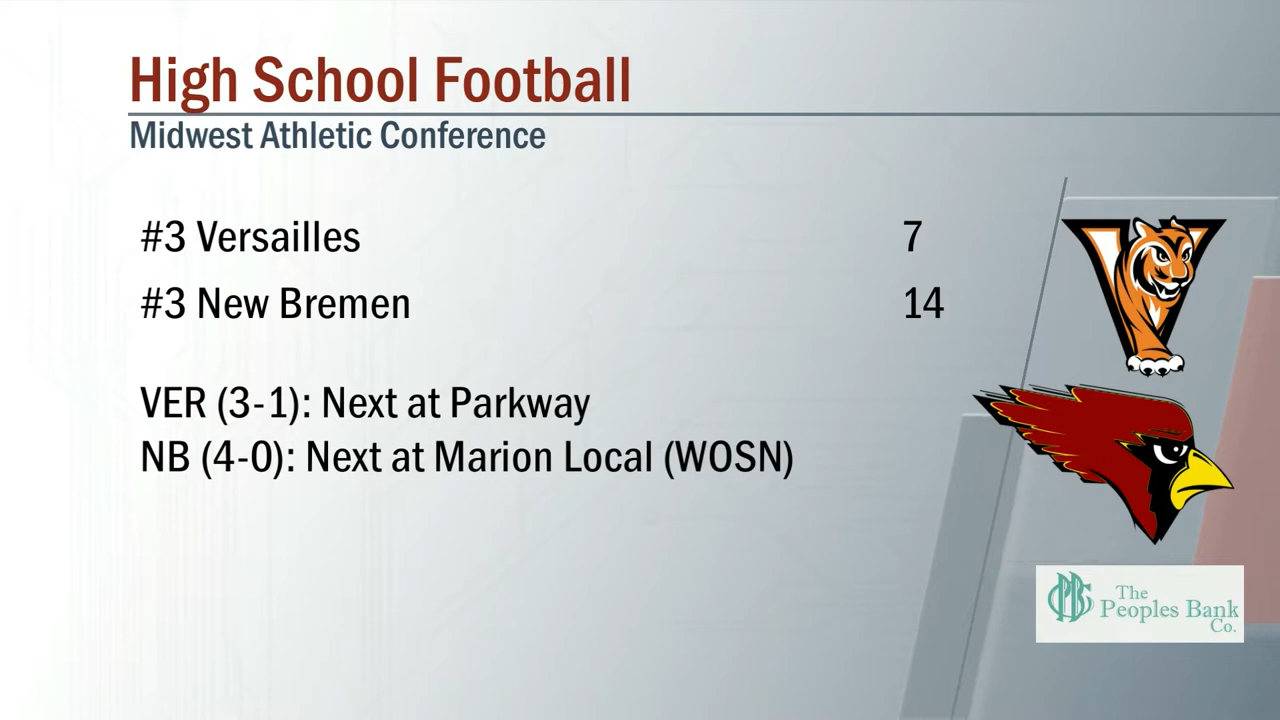 High School Football
Midwest Athletic Conference
#3 Versailles 7
#3 New Bremen 14
VER (3-1): Next at Parkway
NB (4-0): Next at Marion Local (WOSN)
V
PBC The
Peoples Bank
Co.